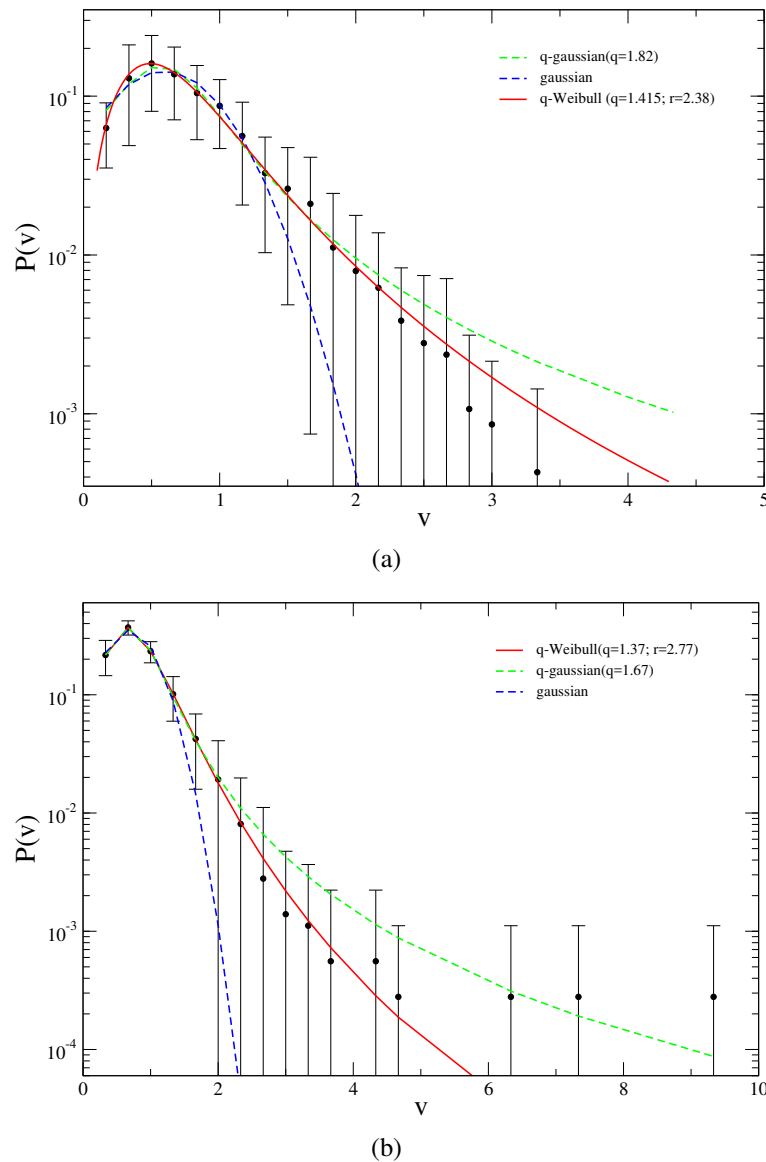 q-gaussian(q=1.82)
gaussian
q-Weibull (q=1.415; r=2.38)
10^-1
10^-2
10^-3
P(v)
0 1 2 3 4 5
v
(a)
q-Weibull(q=1.37; r=2.77)
q-gaussian(q=1.67)
gaussian
10^-1
10^-2
10^-3
10^-4
P(v)
0 2 4 6 8 10
v
(b)